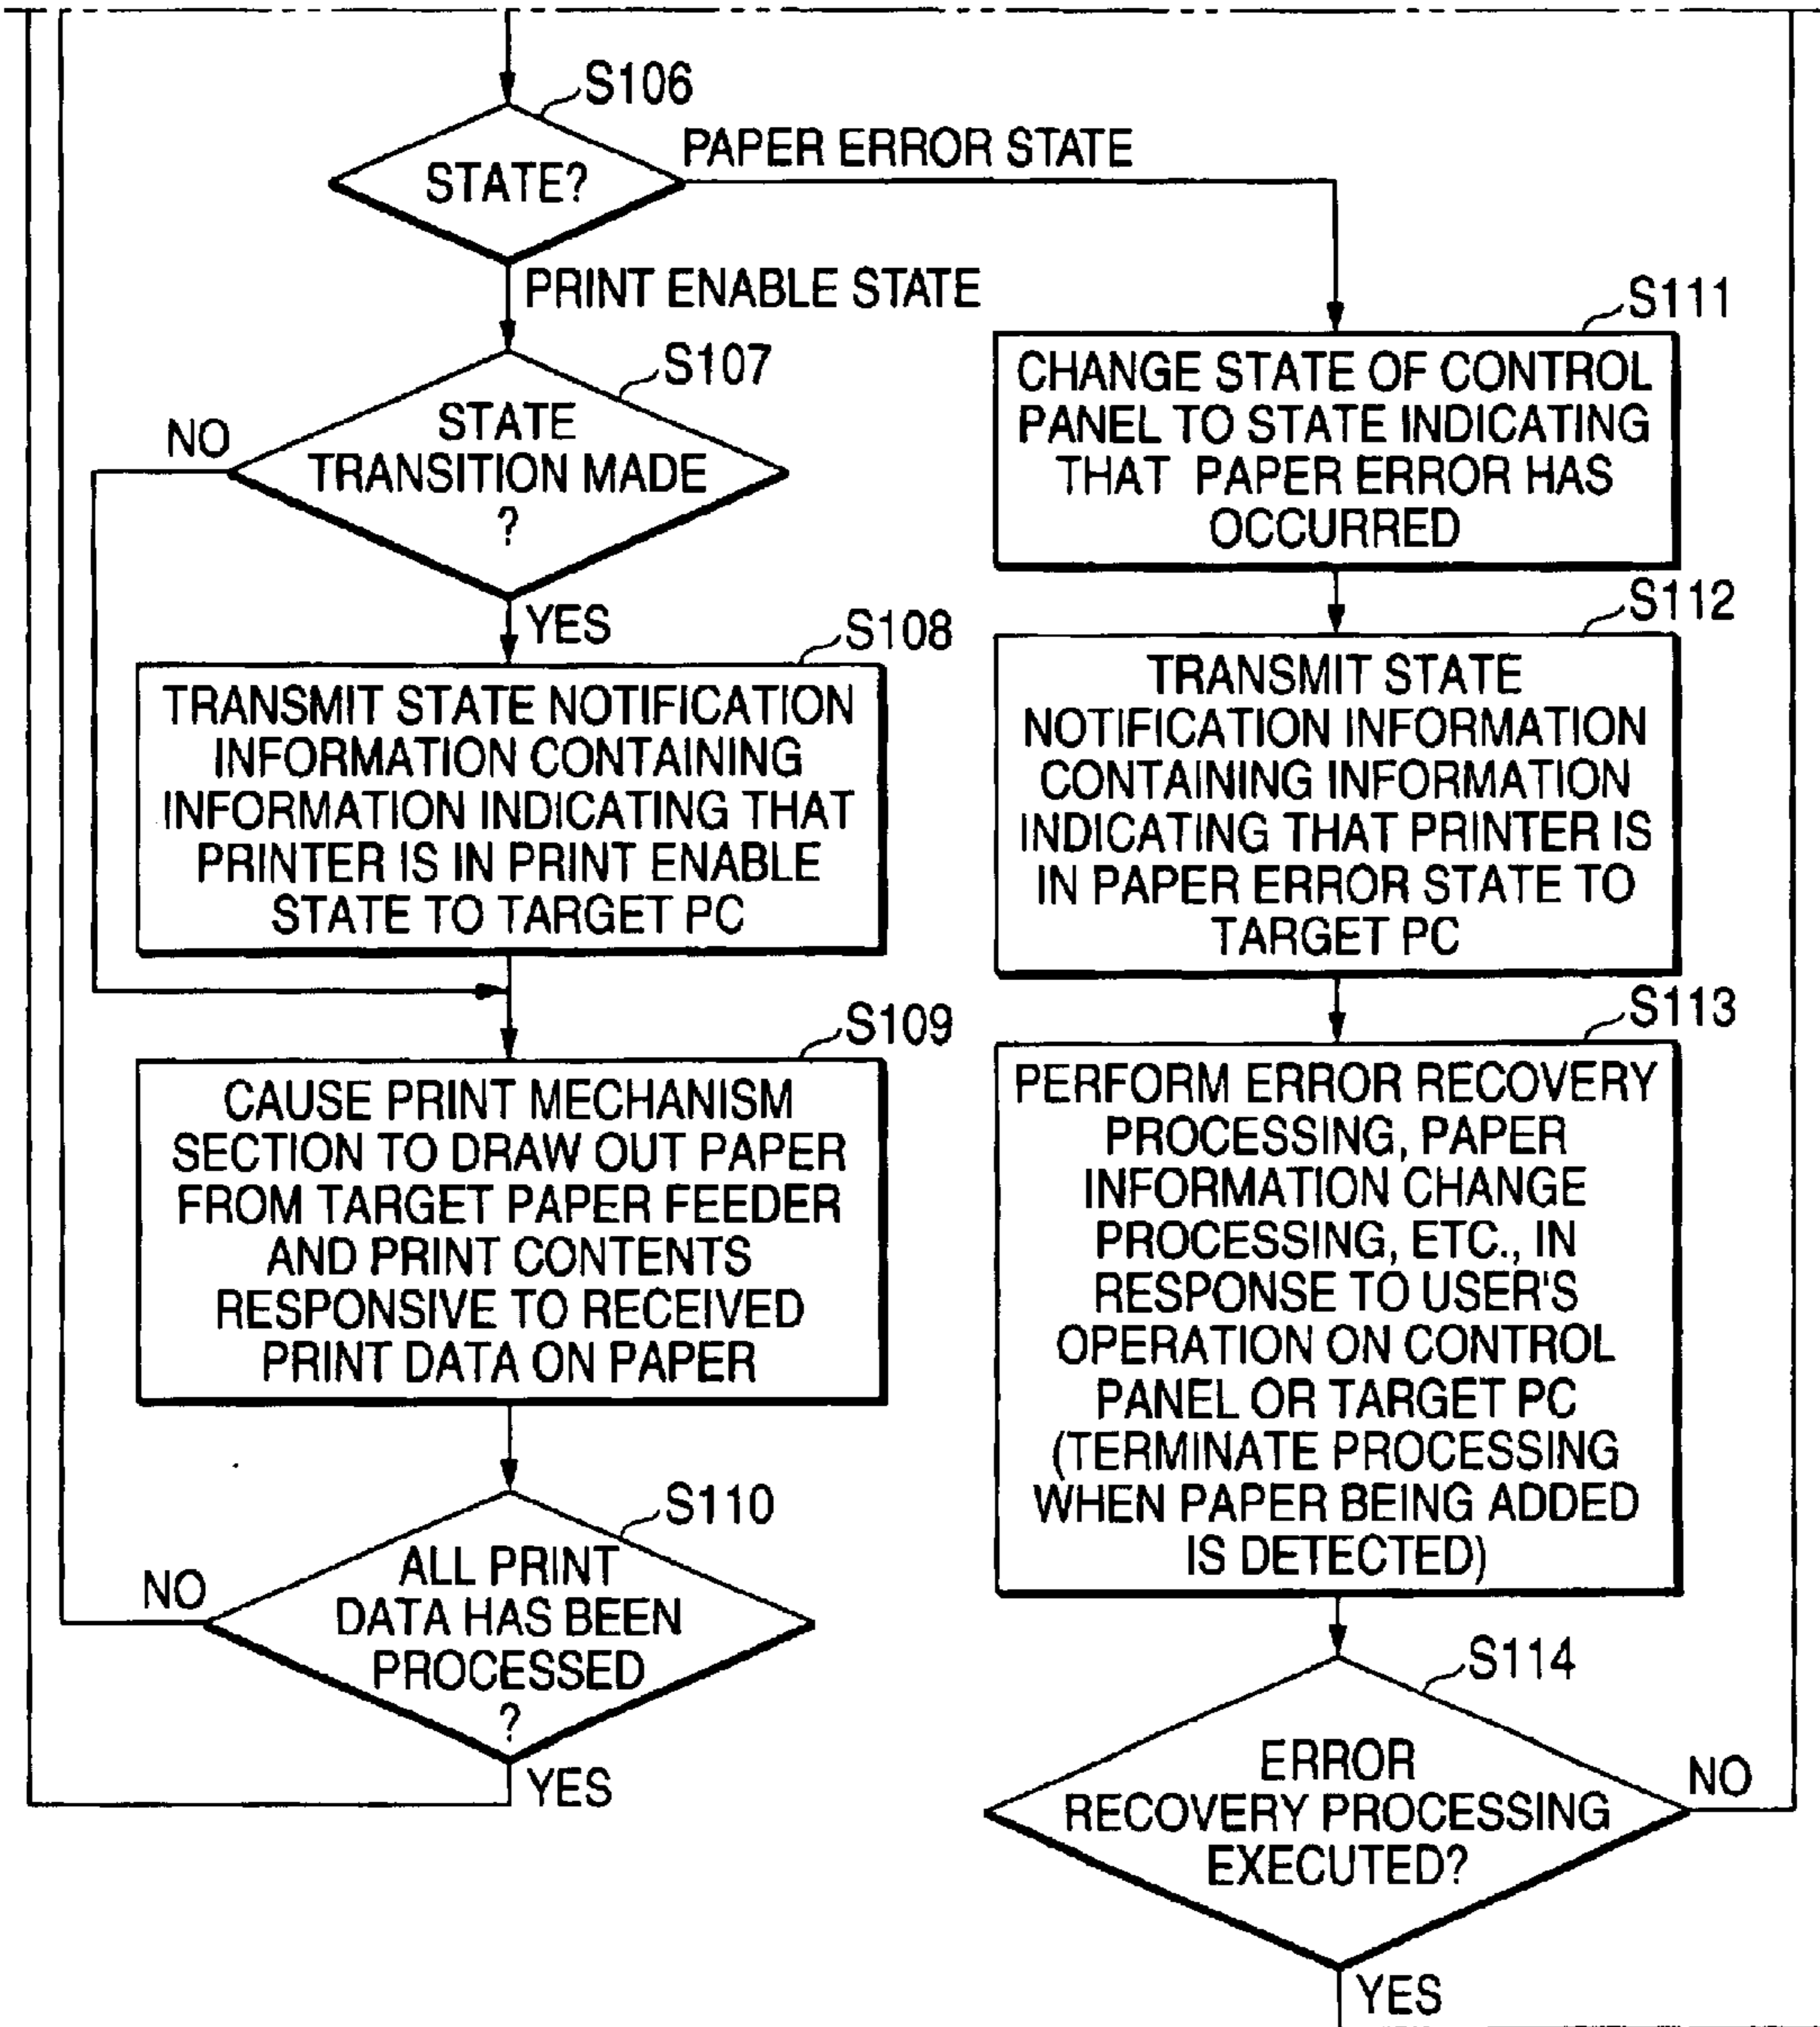 S106
STATE?
PAPER ERROR STATE
PRINT ENABLE STATE
S107
STATE
TRANSITION MADE
?
NO
YES
S108
TRANSMIT STATE NOTIFICATION
INFORMATION CONTAINING
INFORMATION INDICATING THAT
PRINTER IS IN PRINT ENABLE
STATE TO TARGET PC
S109
CAUSE PRINT MECHANISM
SECTION TO DRAW OUT PAPER
FROM TARGET PAPER FEEDER
AND PRINT CONTENTS
RESPONSIVE TO RECEIVED
PRINT DATA ON PAPER
S110
ALL PRINT
DATA HAS BEEN
PROCESSED
?
NO
YES
S111
CHANGE STATE OF CONTROL
PANEL TO STATE INDICATING
THAT PAPER ERROR HAS
OCCURRED
S112
TRANSMIT STATE
NOTIFICATION INFORMATION
CONTAINING INFORMATION
INDICATING THAT PRINTER IS
IN PAPER ERROR STATE TO
TARGET PC
S113
PERFORM ERROR RECOVERY
PROCESSING, PAPER
INFORMATION CHANGE
PROCESSING, ETC., IN
RESPONSE TO USER'S
OPERATION ON CONTROL
PANEL OR TARGET PC
(TERMINATE PROCESSING
WHEN PAPER BEING ADDED
IS DETECTED)
S114
ERROR
RECOVERY PROCESSING
EXECUTED?
NO
YES